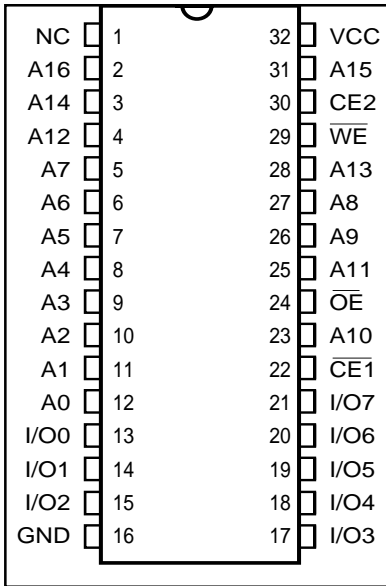 NC 1 32 VCC
A16 2 31 A15
A14 3 30 CE2
A12 4 29 W̅E̅
A7 5 28 A13
A6 6 27 A8
A5 7 26 A9
A4 8 25 A11
A3 9 24 O̅E̅
A2 10 23 A10
A1 11 22 C̅E̅1̅
A0 12 21 I/O7
I/O0 13 20 I/O6
I/O1 14 19 I/O5
I/O2 15 18 I/O4
GND 16 17 I/O3